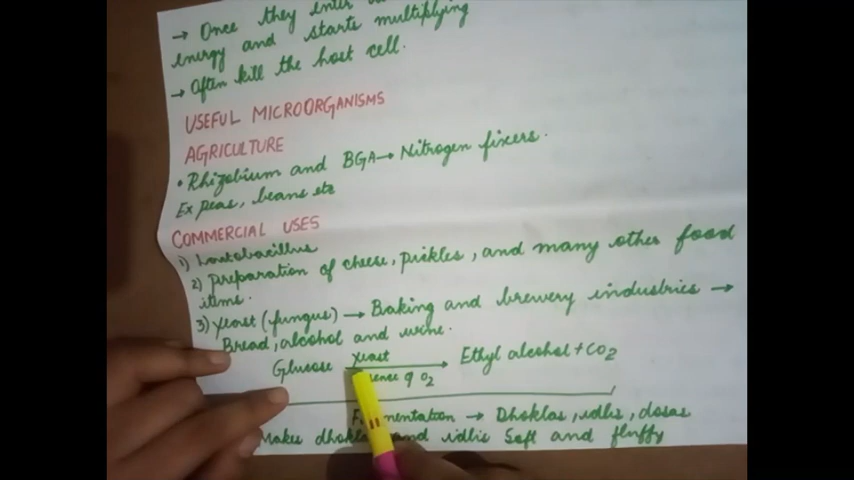 → Once they enter
energy and starts multiplying
→ Often kill the host cell.
USEFUL MICROORGANISMS
AGRICULTURE
• Rhizobium and BGA → Nitrogen fixers.
Ex peas, beans etc
COMMERCIAL USES
1) Lactobacillus
2) Preparation of cheese, pickles, and many other food
items.
3) Yeast (fungus) → Baking and brewery industries →
Bread, alcohol and wine.
Yeast
Glucose → Ethyl alcohol + CO2
of O2
→ Dhoklas, idlis, dosas
Makes and idlis Soft and fluffy